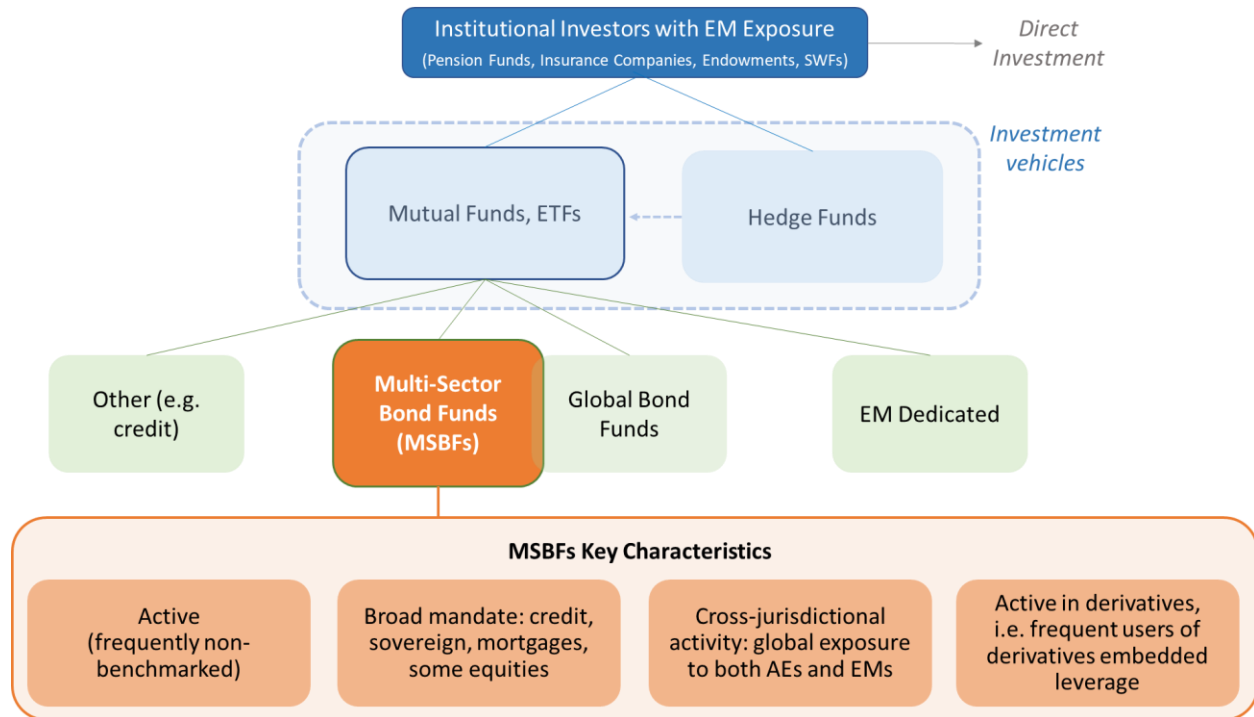 Institutional Investors with EM Exposure
(Pension Funds, Insurance Companies, Endowments, SWFs)
Direct
Investment
Investment
vehicles
Mutual Funds, ETFs
Hedge Funds
Other (e.g.
credit)
Multi-Sector
Bond Funds
(MSBFs)
Global Bond
Funds
EM Dedicated
MSBFs Key Characteristics
Active
(frequently non-
benchmarked)
Broad mandate: credit,
sovereign, mortgages,
some equities
Cross-jurisdictional
activity: global exposure
to both AEs and EMs
Active in derivatives,
i.e. frequent users of
derivatives embedded
leverage